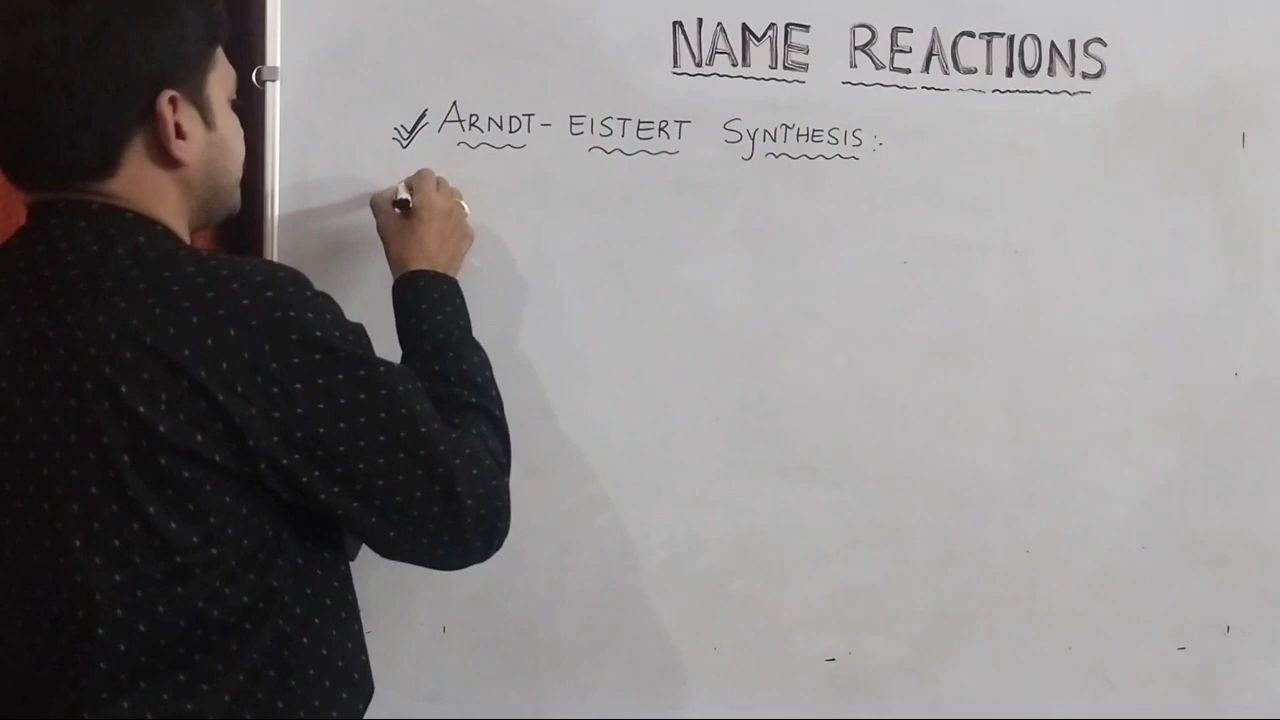 NAME REACTIONS
ARNDT - EISTERT SYNTHESIS :-